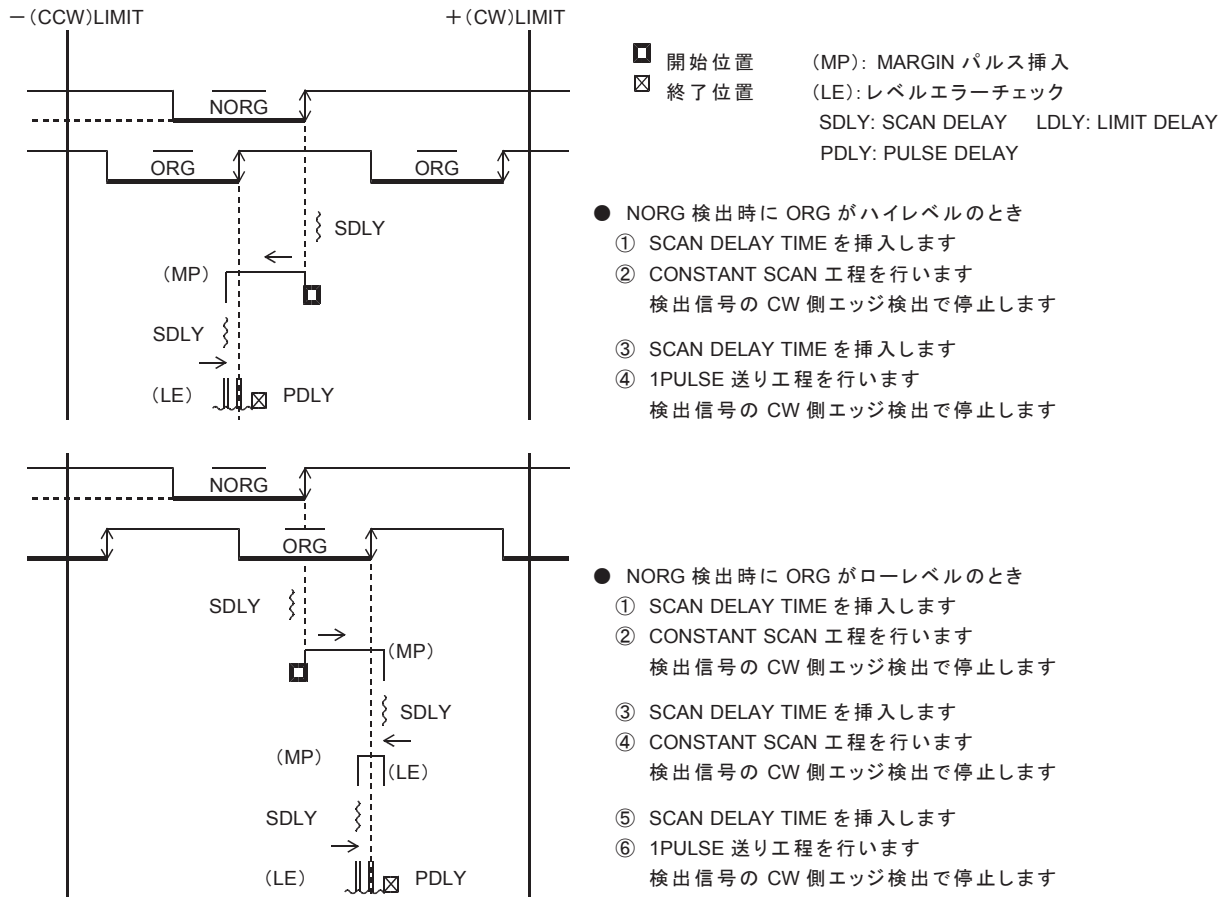 －(CCW)LIMIT
＋(CW)LIMIT
開始位置 (MP): MARGIN パルス挿入
終了位置 (LE):レベルエラーチェック
SDLY: SCAN DELAY LDLY: LIMIT DELAY
PDLY: PULSE DELAY
NORG
ORG
ORG
SDLY
(MP)
SDLY
(LE)
PDLY
● NORG 検出時に ORG がハイレベルのとき
① SCAN DELAY TIME を挿入します
② CONSTANT SCAN 工程を行います
検出信号の CW 側エッジ検出で停止します
③ SCAN DELAY TIME を挿入します
④ 1PULSE 送り工程を行います
検出信号の CW 側エッジ検出で停止します
NORG
ORG
SDLY
(MP)
SDLY
(MP)
(LE)
SDLY
(LE)
PDLY
● NORG 検出時に ORG がローレベルのとき
① SCAN DELAY TIME を挿入します
② CONSTANT SCAN 工程を行います
検出信号の CW 側エッジ検出で停止します
③ SCAN DELAY TIME を挿入します
④ CONSTANT SCAN 工程を行います
検出信号の CW 側エッジ検出で停止します
⑤ SCAN DELAY TIME を挿入します
⑥ 1PULSE 送り工程を行います
検出信号の CW 側エッジ検出で停止します